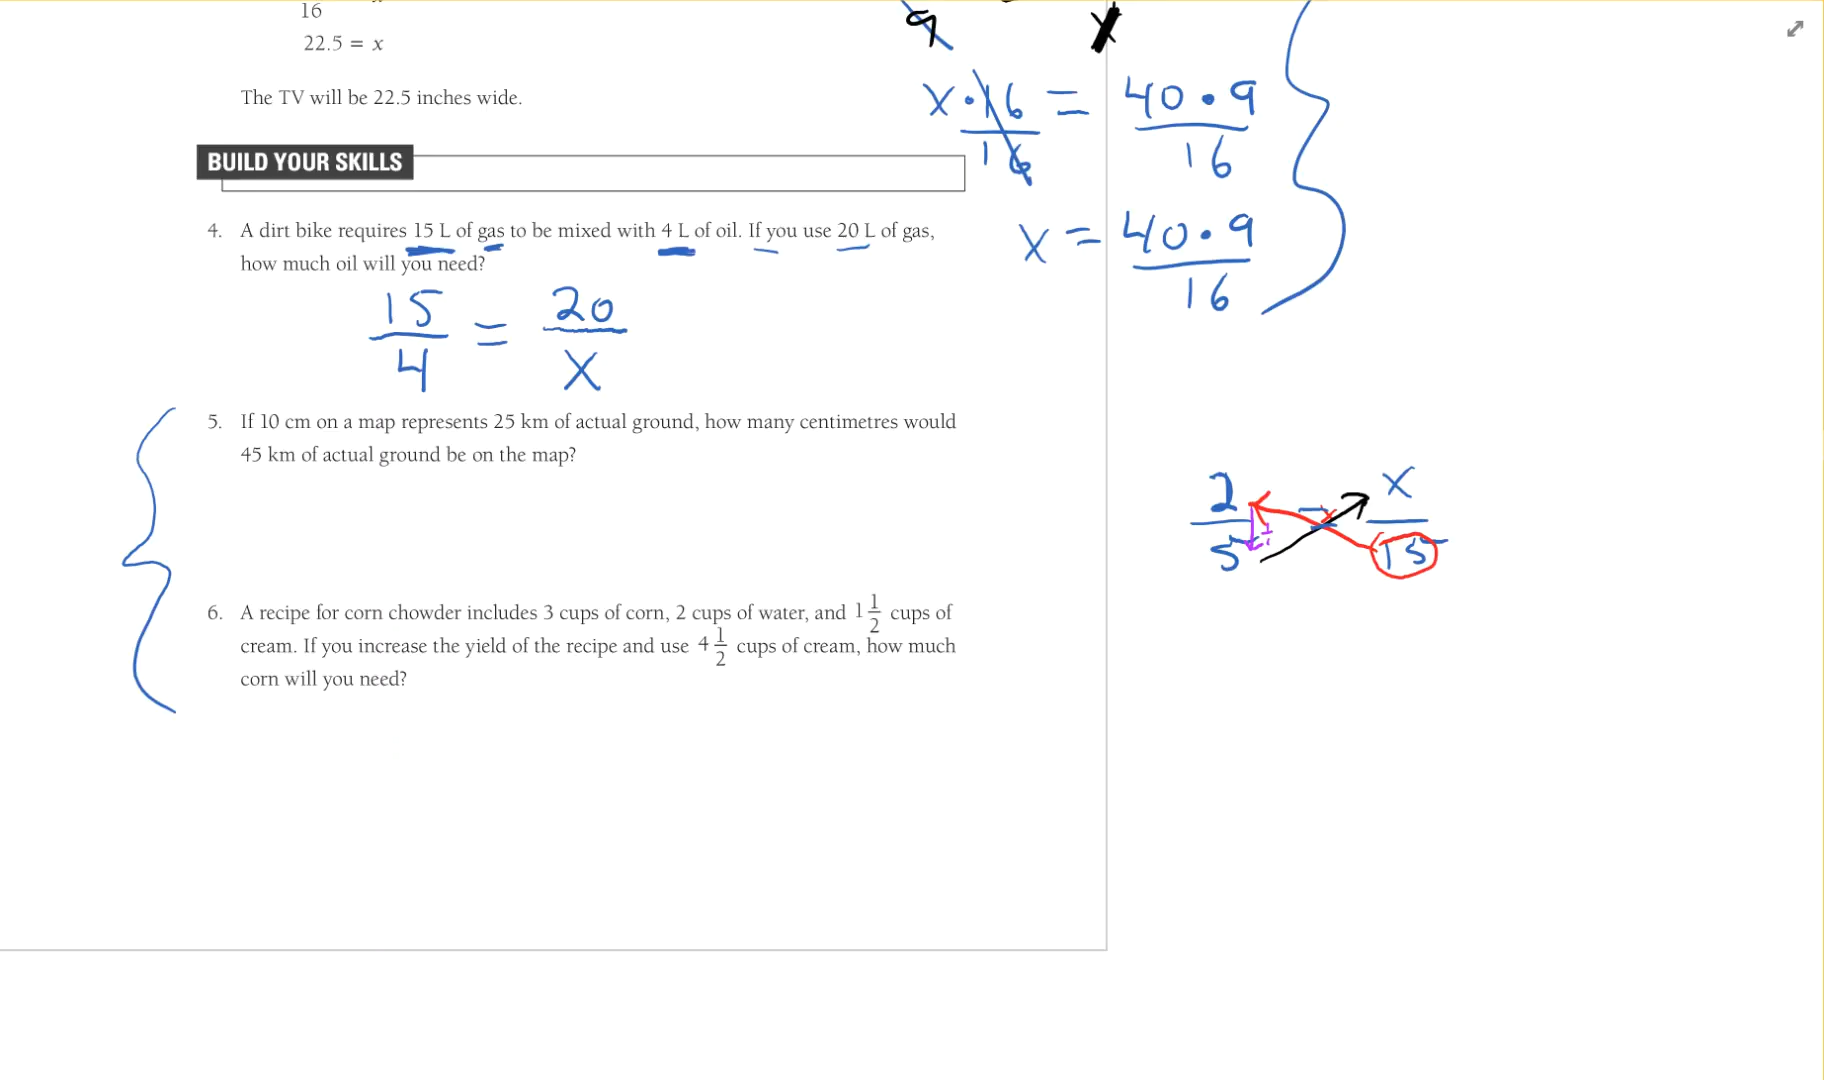 16
22.5 = x
The TV will be 22.5 inches wide.
BUILD YOUR SKILLS
4. A dirt bike requires 15 L of gas to be mixed with 4 L of oil. If you use 20 L of gas,
how much oil will you need?
15/4 = 20/x
5. If 10 cm on a map represents 25 km of actual ground, how many centimetres would
45 km of actual ground be on the map?
6. A recipe for corn chowder includes 3 cups of corn, 2 cups of water, and 1 1/2 cups of
cream. If you increase the yield of the recipe and use 4 1/2 cups of cream, how much
corn will you need?
9
x · 16/16 = 40 · 9/16
x = 40 · 9/16
2/5 = x/15